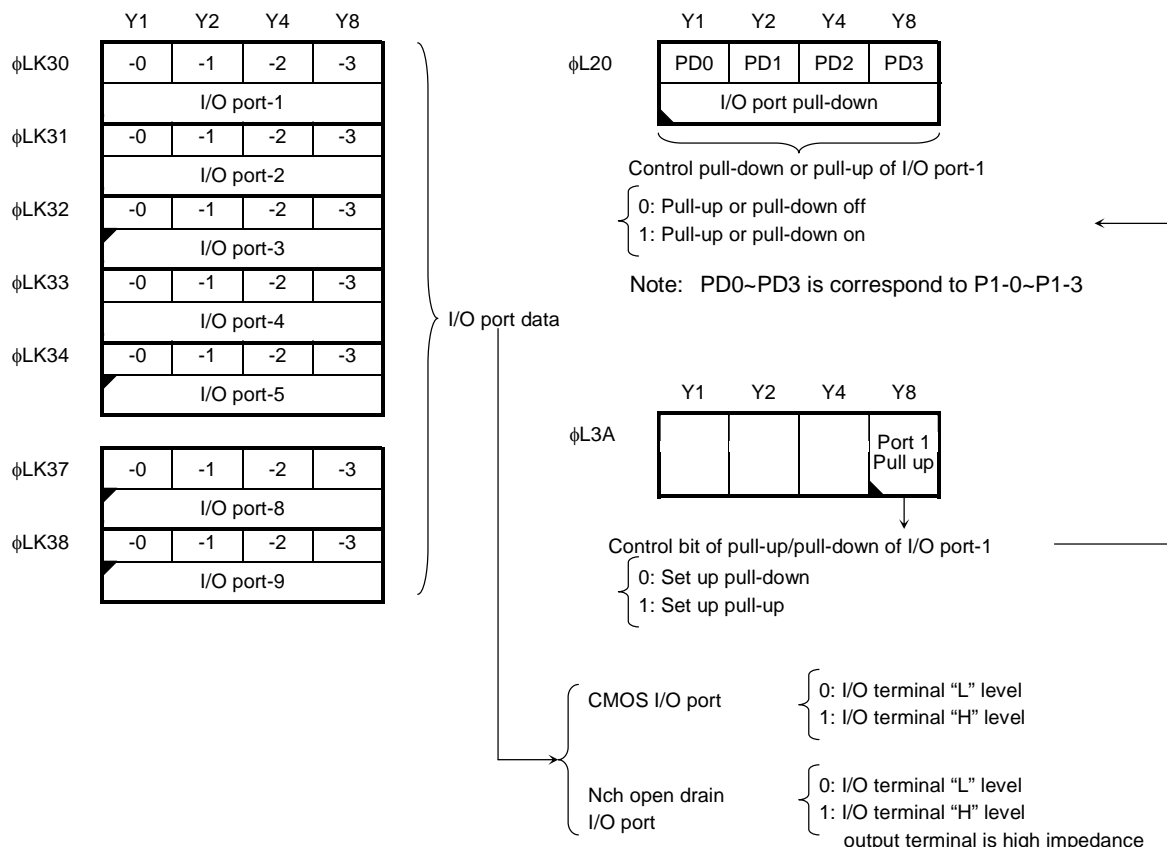 Y1 Y2 Y4 Y8
ϕLK30 -0 -1 -2 -3
I/O port-1
ϕLK31 -0 -1 -2 -3
I/O port-2
ϕLK32 -0 -1 -2 -3
I/O port-3
ϕLK33 -0 -1 -2 -3
I/O port-4
ϕLK34 -0 -1 -2 -3
I/O port-5
ϕLK37 -0 -1 -2 -3
I/O port-8
ϕLK38 -0 -1 -2 -3
I/O port-9
I/O port data
Y1 Y2 Y4 Y8
ϕL20 PD0 PD1 PD2 PD3
I/O port pull-down
Control pull-down or pull-up of I/O port-1
0: Pull-up or pull-down off
1: Pull-up or pull-down on
Note: PD0~PD3 is correspond to P1-0~P1-3
Y1 Y2 Y4 Y8
ϕL3A
Port 1
Pull up
Control bit of pull-up/pull-down of I/O port-1
0: Set up pull-down
1: Set up pull-up
CMOS I/O port
0: I/O terminal “L” level
1: I/O terminal “H” level
Nch open drain
I/O port
0: I/O terminal “L” level
1: I/O terminal “H” level
output terminal is high impedance